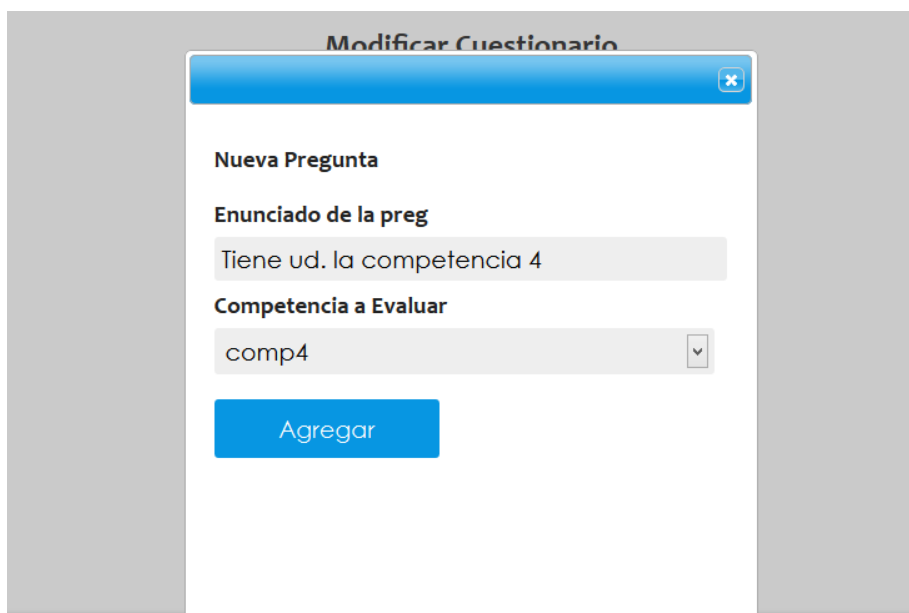 Modificar Cuestionario
Nueva Pregunta
Enunciado de la preg
Tiene ud. la competencia 4
Competencia a Evaluar
comp4
Agregar